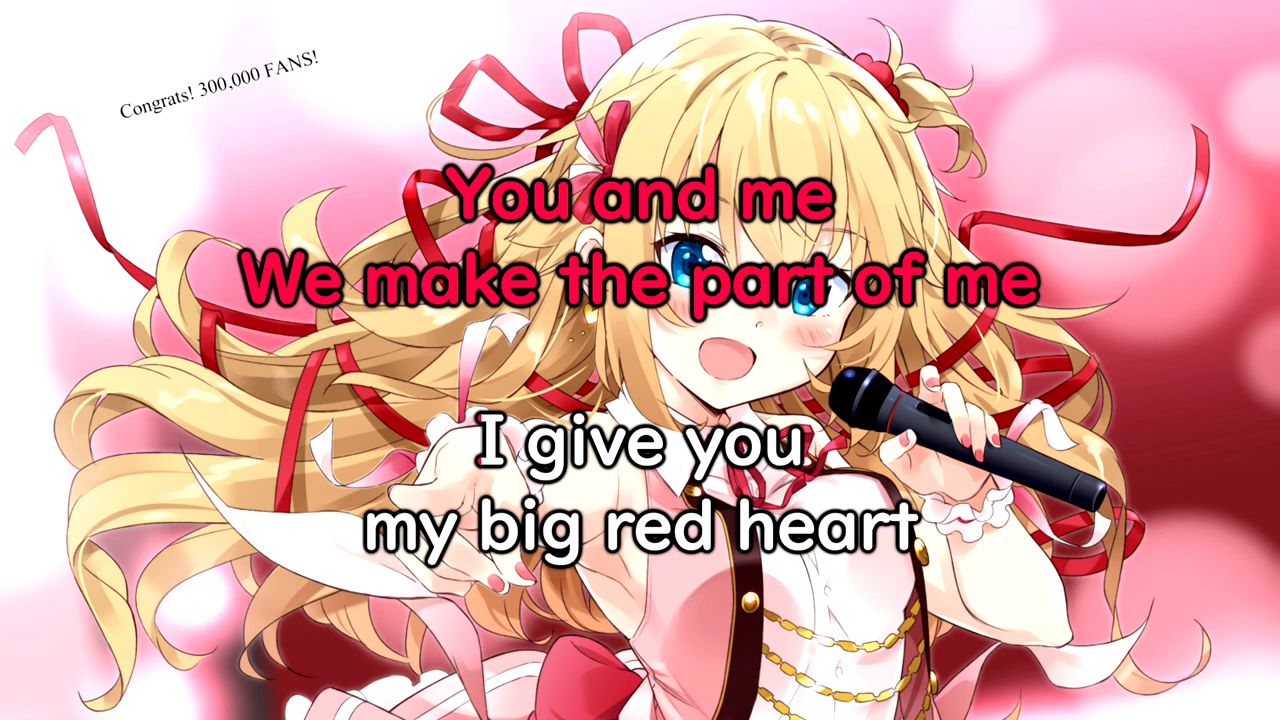 Congrats! 300,000 FANS!
You and me
We make the part of me
I give you
my big red heart